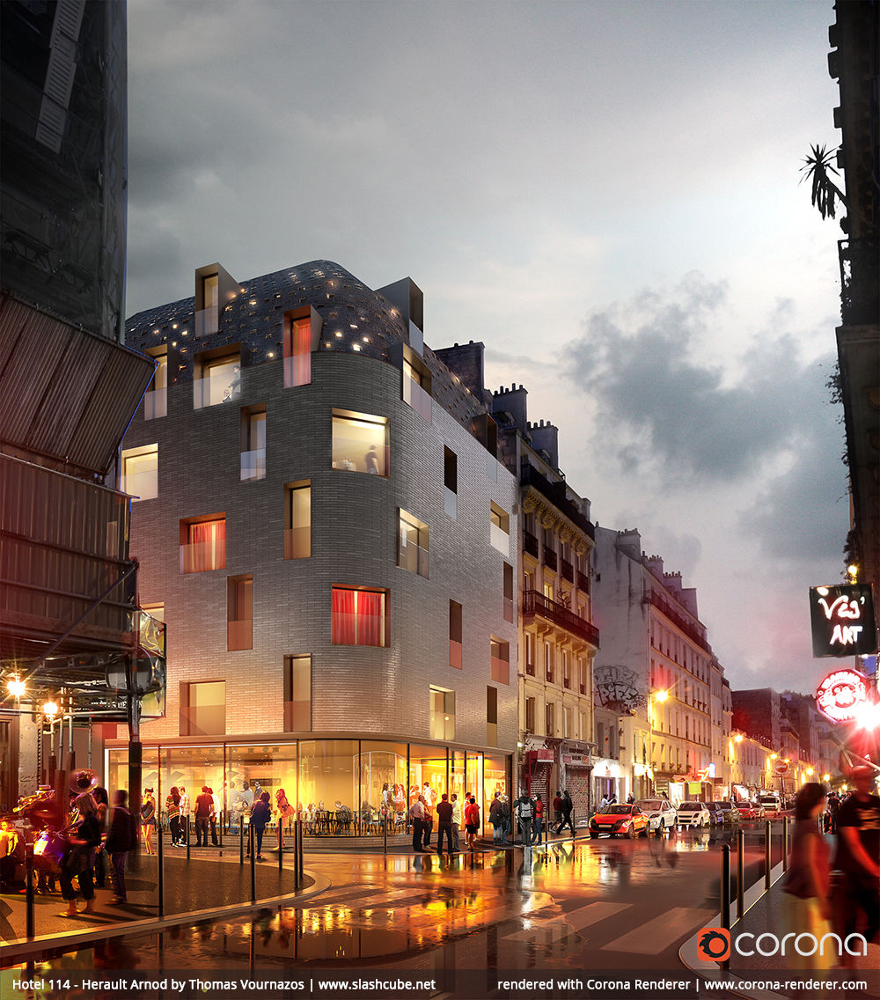 ART
corona
Hotel 114 - Herault Arnod by Thomas Vournazos | www.slashcube.net
rendered with Corona Renderer | www.corona-renderer.com